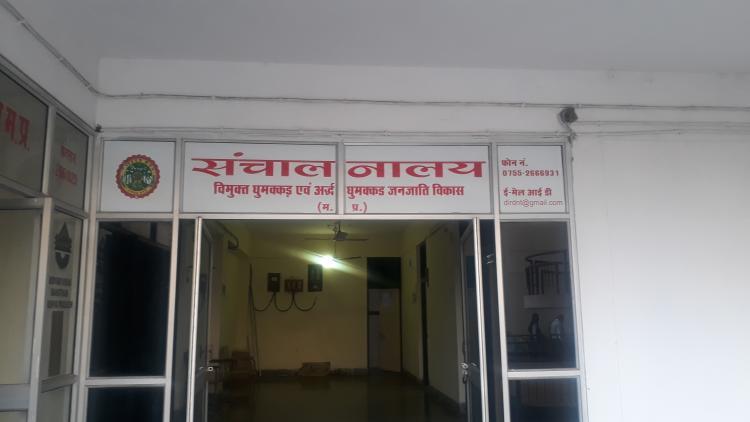 संचालनालय
विमुक्त घुमक्कड़ एवं अर्द्ध घुमक्कड जनजाति विकास
(म. प्र.)
फोन नं.
0755-2666931
ई-मेल आई डी
dirdnt@gmail.com
म.प्र.